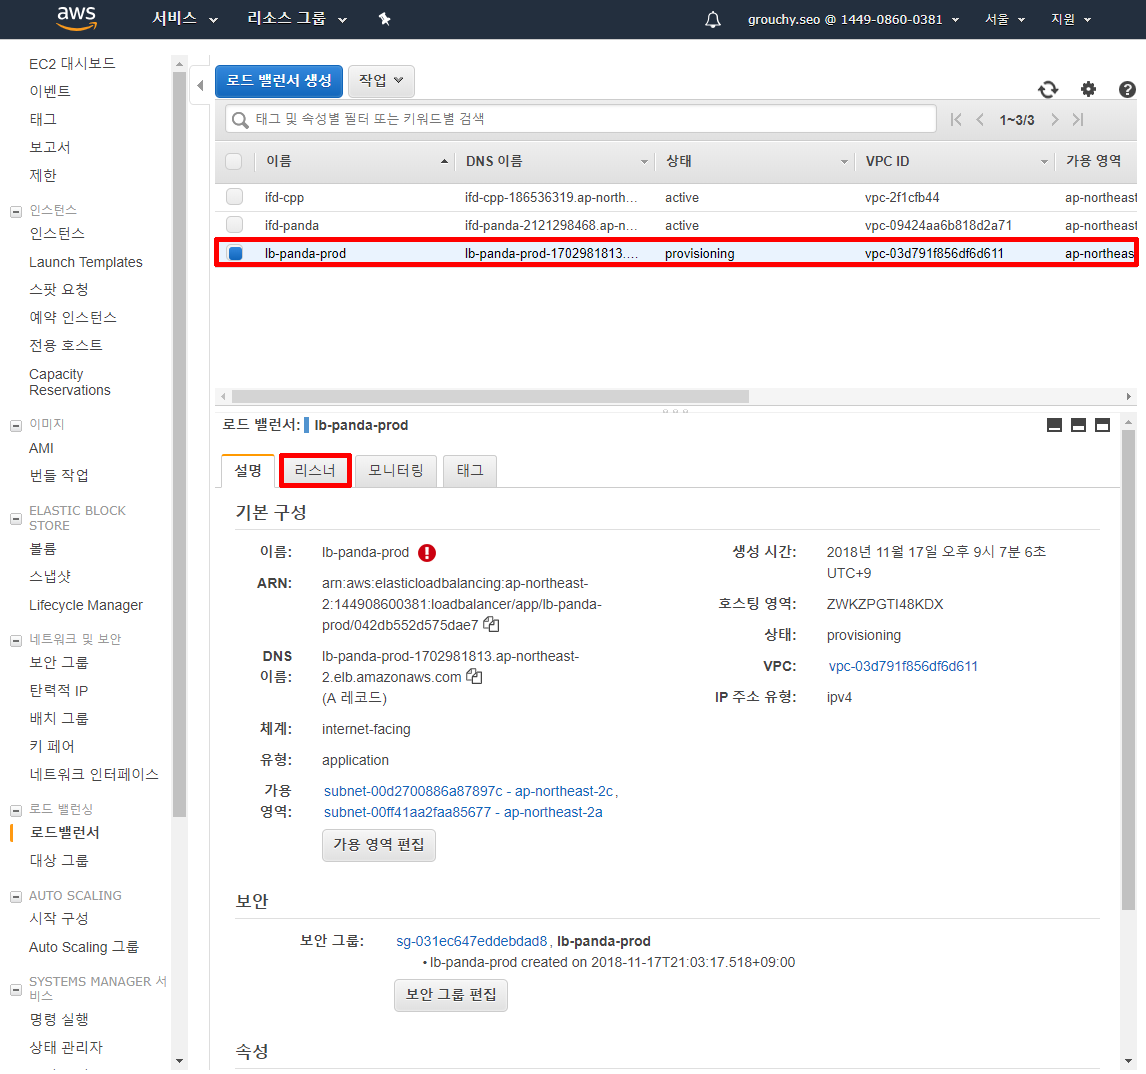 aws 서비스 리소스 그룹 grouchy.seo @ 1449-0860-0381 서울 지원
EC2 대시보드
이벤트
태그
보고서
제한
인스턴스
인스턴스
Launch Templates
스팟 요청
예약 인스턴스
전용 호스트
Capacity
Reservations
이미지
AMI
번들 작업
ELASTIC BLOCK
STORE
볼륨
스냅샷
Lifecycle Manager
네트워크 및 보안
보안 그룹
탄력적 IP
배치 그룹
키 페어
네트워크 인터페이스
로드 밸런싱
로드밸런서
대상 그룹
AUTO SCALING
시작 구성
Auto Scaling 그룹
SYSTEMS MANAGER 서
비스
명령 실행
상태 관리자
로드 밸런서 생성 작업
태그 및 속성별 필터 또는 키워드별 검색 1~3/3
이름 DNS 이름 상태 VPC ID 가용 영역
ifd-cpp ifd-cpp-186536319.ap-north... active vpc-2f1cfb44 ap-northeast
ifd-panda ifd-panda-2121298468.ap-n... active vpc-09424aa6b818d2a71 ap-northeast
lb-panda-prod lb-panda-prod-1702981813.... provisioning vpc-03d791f856df6d611 ap-northeas
로드 밸런서: lb-panda-prod
설명 리스너 모니터링 태그
기본 구성
이름: lb-panda-prod
ARN: arn:aws:elasticloadbalancing:ap-northeast-
2:144908600381:loadbalancer/app/lb-panda-
prod/042db552d575dae7
DNS 이름: lb-panda-prod-1702981813.ap-northeast-
2.elb.amazonaws.com
(A 레코드)
체계: internet-facing
유형: application
가용 영역: subnet-00d2700886a87897c - ap-northeast-2c,
subnet-00ff41aa2faa85677 - ap-northeast-2a
가용 영역 편집
생성 시간: 2018년 11월 17일 오후 9시 7분 6초
UTC+9
호스팅 영역: ZWKZPGTI48KDX
상태: provisioning
VPC: vpc-03d791f856df6d611
IP 주소 유형: ipv4
보안
보안 그룹: sg-031ec647eddebdad8, lb-panda-prod
• lb-panda-prod created on 2018-11-17T21:03:17.518+09:00
보안 그룹 편집
속성